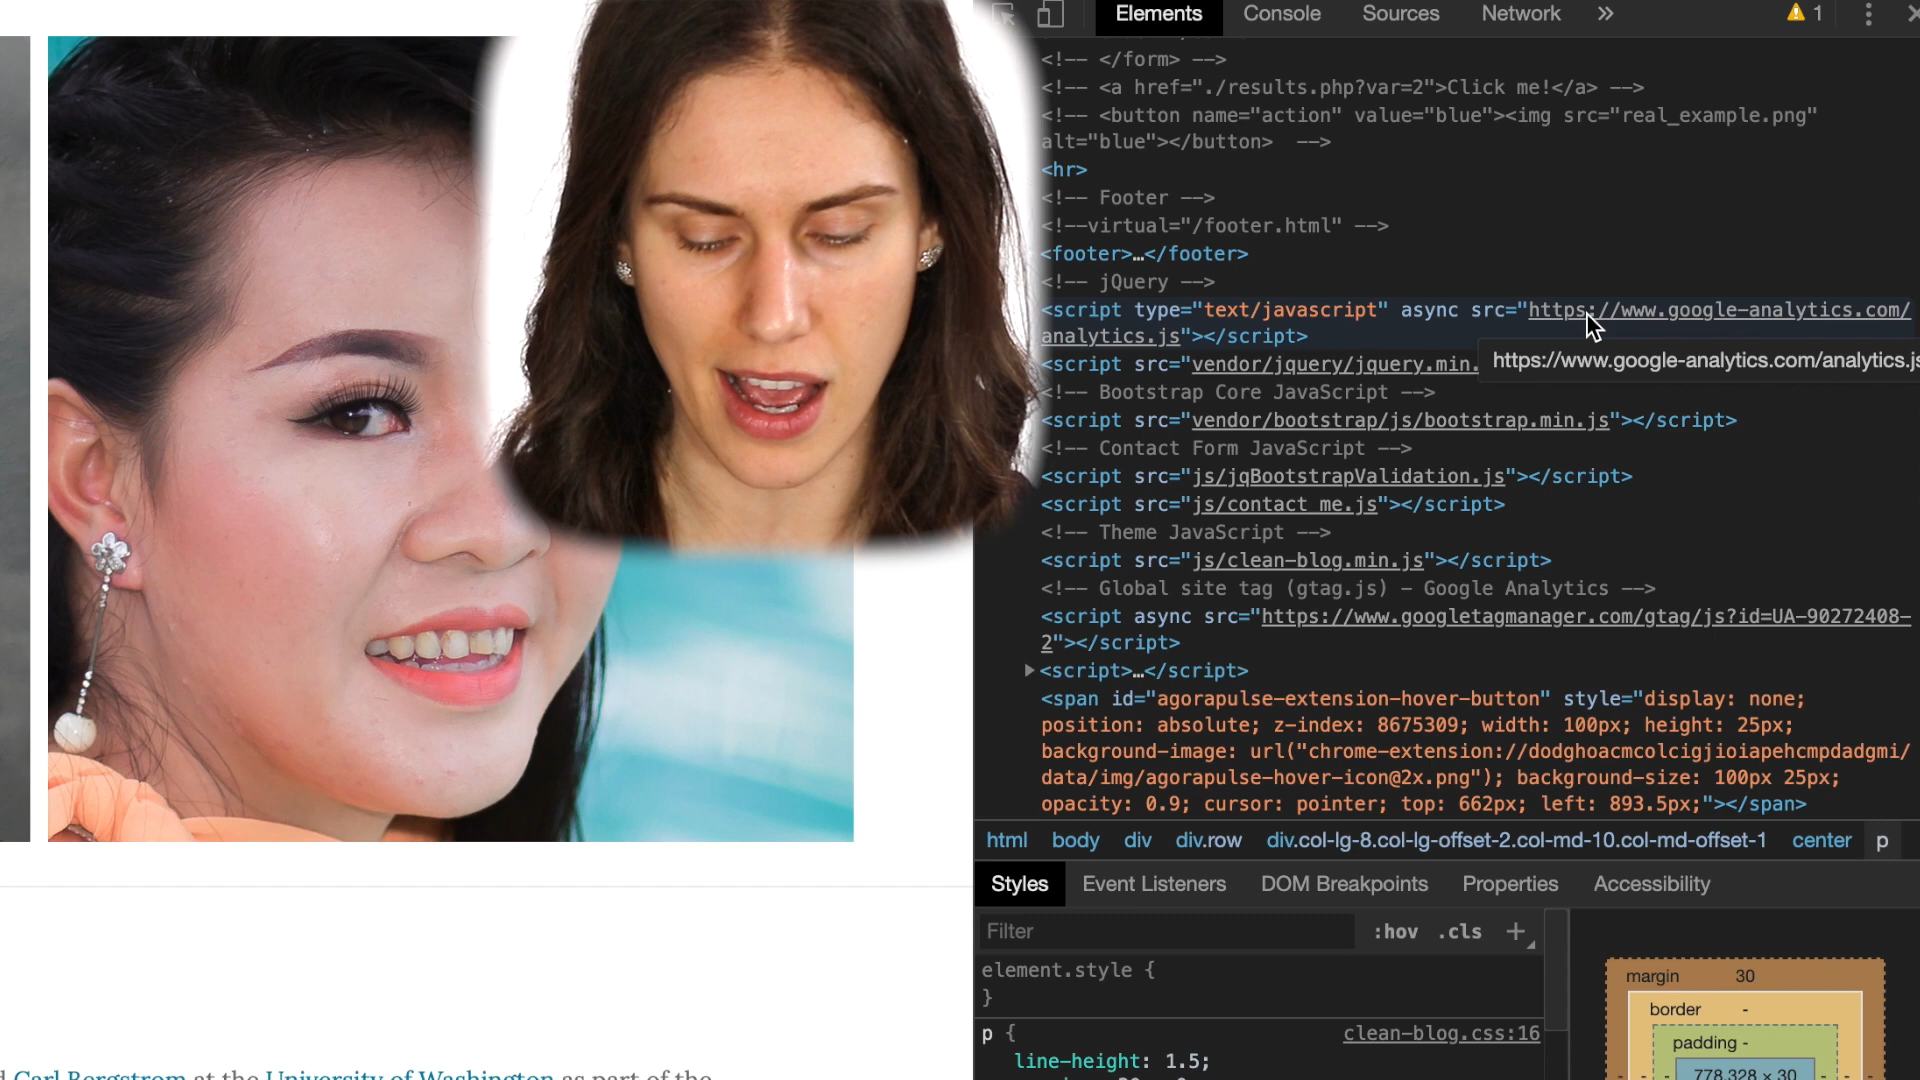 Elements Console Sources Network » 1
<!-- </form> -->
<!-- <a href="./results.php?var=2">Click me!</a> -->
<!-- <button name="action" value="blue"><img src="real_example.png"
alt="blue"></button>  -->
<hr>
<!-- Footer -->
<!--virtual="/footer.html" -->
<footer>…</footer>
<!-- jQuery -->
<script type="text/javascript" async src="https://www.google-analytics.com/
analytics.js"></script>
https://www.google-analytics.com/analytics.js
<script src="vendor/jquery/jquery.min.
<!-- Bootstrap Core JavaScript -->
<script src="vendor/bootstrap/js/bootstrap.min.js"></script>
<!-- Contact Form JavaScript -->
<script src="js/jqBootstrapValidation.js"></script>
<script src="js/contact_me.js"></script>
<!-- Theme JavaScript -->
<script src="js/clean-blog.min.js"></script>
<!-- Global site tag (gtag.js) - Google Analytics -->
<script async src="https://www.googletagmanager.com/gtag/js?id=UA-90272408-
2"></script>
<script>…</script>
<span id="agorapulse-extension-hover-button" style="display: none;
position: absolute; z-index: 8675309; width: 100px; height: 25px;
background-image: url("chrome-extension://dodghoacmcolcigjioiapehcmpdadgmi/
data/img/agorapulse-hover-icon@2x.png"); background-size: 100px 25px;
opacity: 0.9; cursor: pointer; top: 662px; left: 893.5px;"></span>
html body div div.row div.col-lg-8.col-lg-offset-2.col-md-10.col-md-offset-1 center p
Styles Event Listeners DOM Breakpoints Properties Accessibility
Filter :hov .cls +
element.style {
}
p { clean-blog.css:16
line-height: 1.5;
margin 30
border -
padding -
778.328 × 30
Carl Bergstrom at the University of Washington as part of the